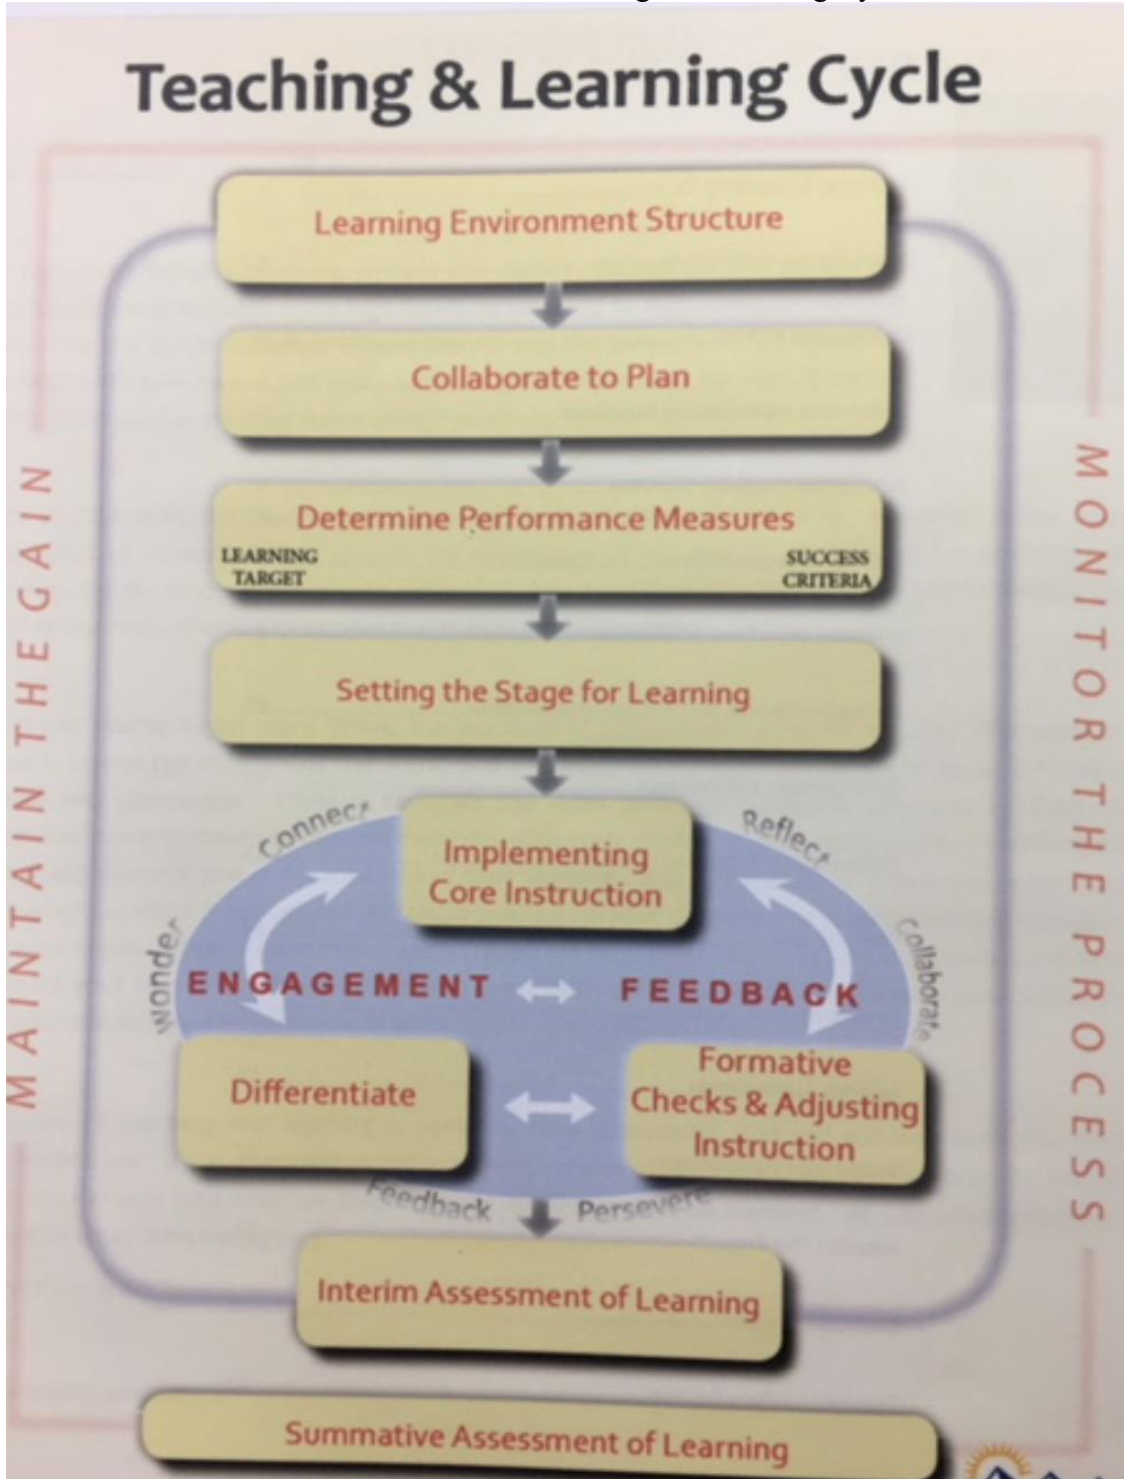 Teaching & Learning Cycle
Learning Environment Structure
Collaborate to Plan
Determine Performance Measures
LEARNING
TARGET
SUCCESS
CRITERIA
Setting the Stage for Learning
Connect
Reflect
Implementing
Core Instruction
Wonder
Collaborate
ENGAGEMENT
FEEDBACK
Differentiate
Formative
Checks & Adjusting
Instruction
Feedback
Persevere
Interim Assessment of Learning
Summative Assessment of Learning
MAINTAIN THE GAIN
MONITOR THE PROCESS